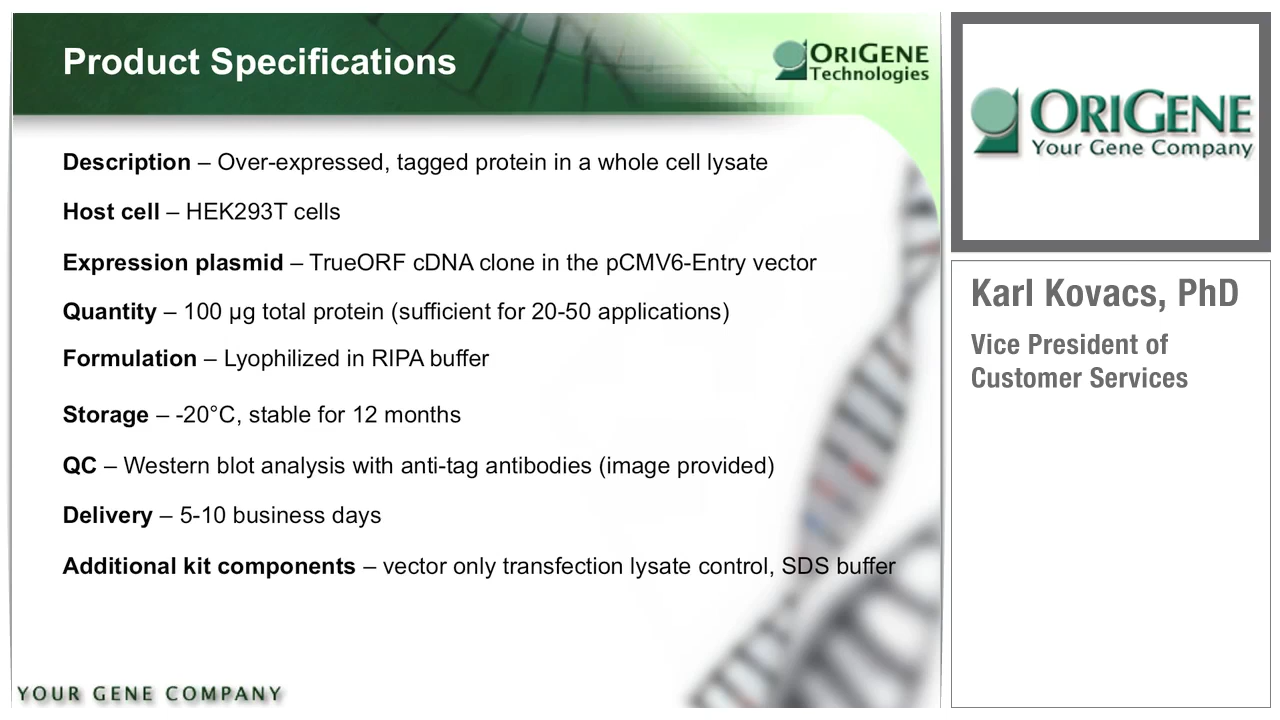 Product Specifications
ORIGENE
Technologies
Description – Over-expressed, tagged protein in a whole cell lysate
Host cell – HEK293T cells
Expression plasmid – TrueORF cDNA clone in the pCMV6-Entry vector
Quantity – 100 µg total protein (sufficient for 20-50 applications)
Formulation – Lyophilized in RIPA buffer
Storage – -20°C, stable for 12 months
QC – Western blot analysis with anti-tag antibodies (image provided)
Delivery – 5-10 business days
Additional kit components – vector only transfection lysate control, SDS buffer
YOUR GENE COMPANY
ORIGENE
Your Gene Company
Karl Kovacs, PhD
Vice President of
Customer Services